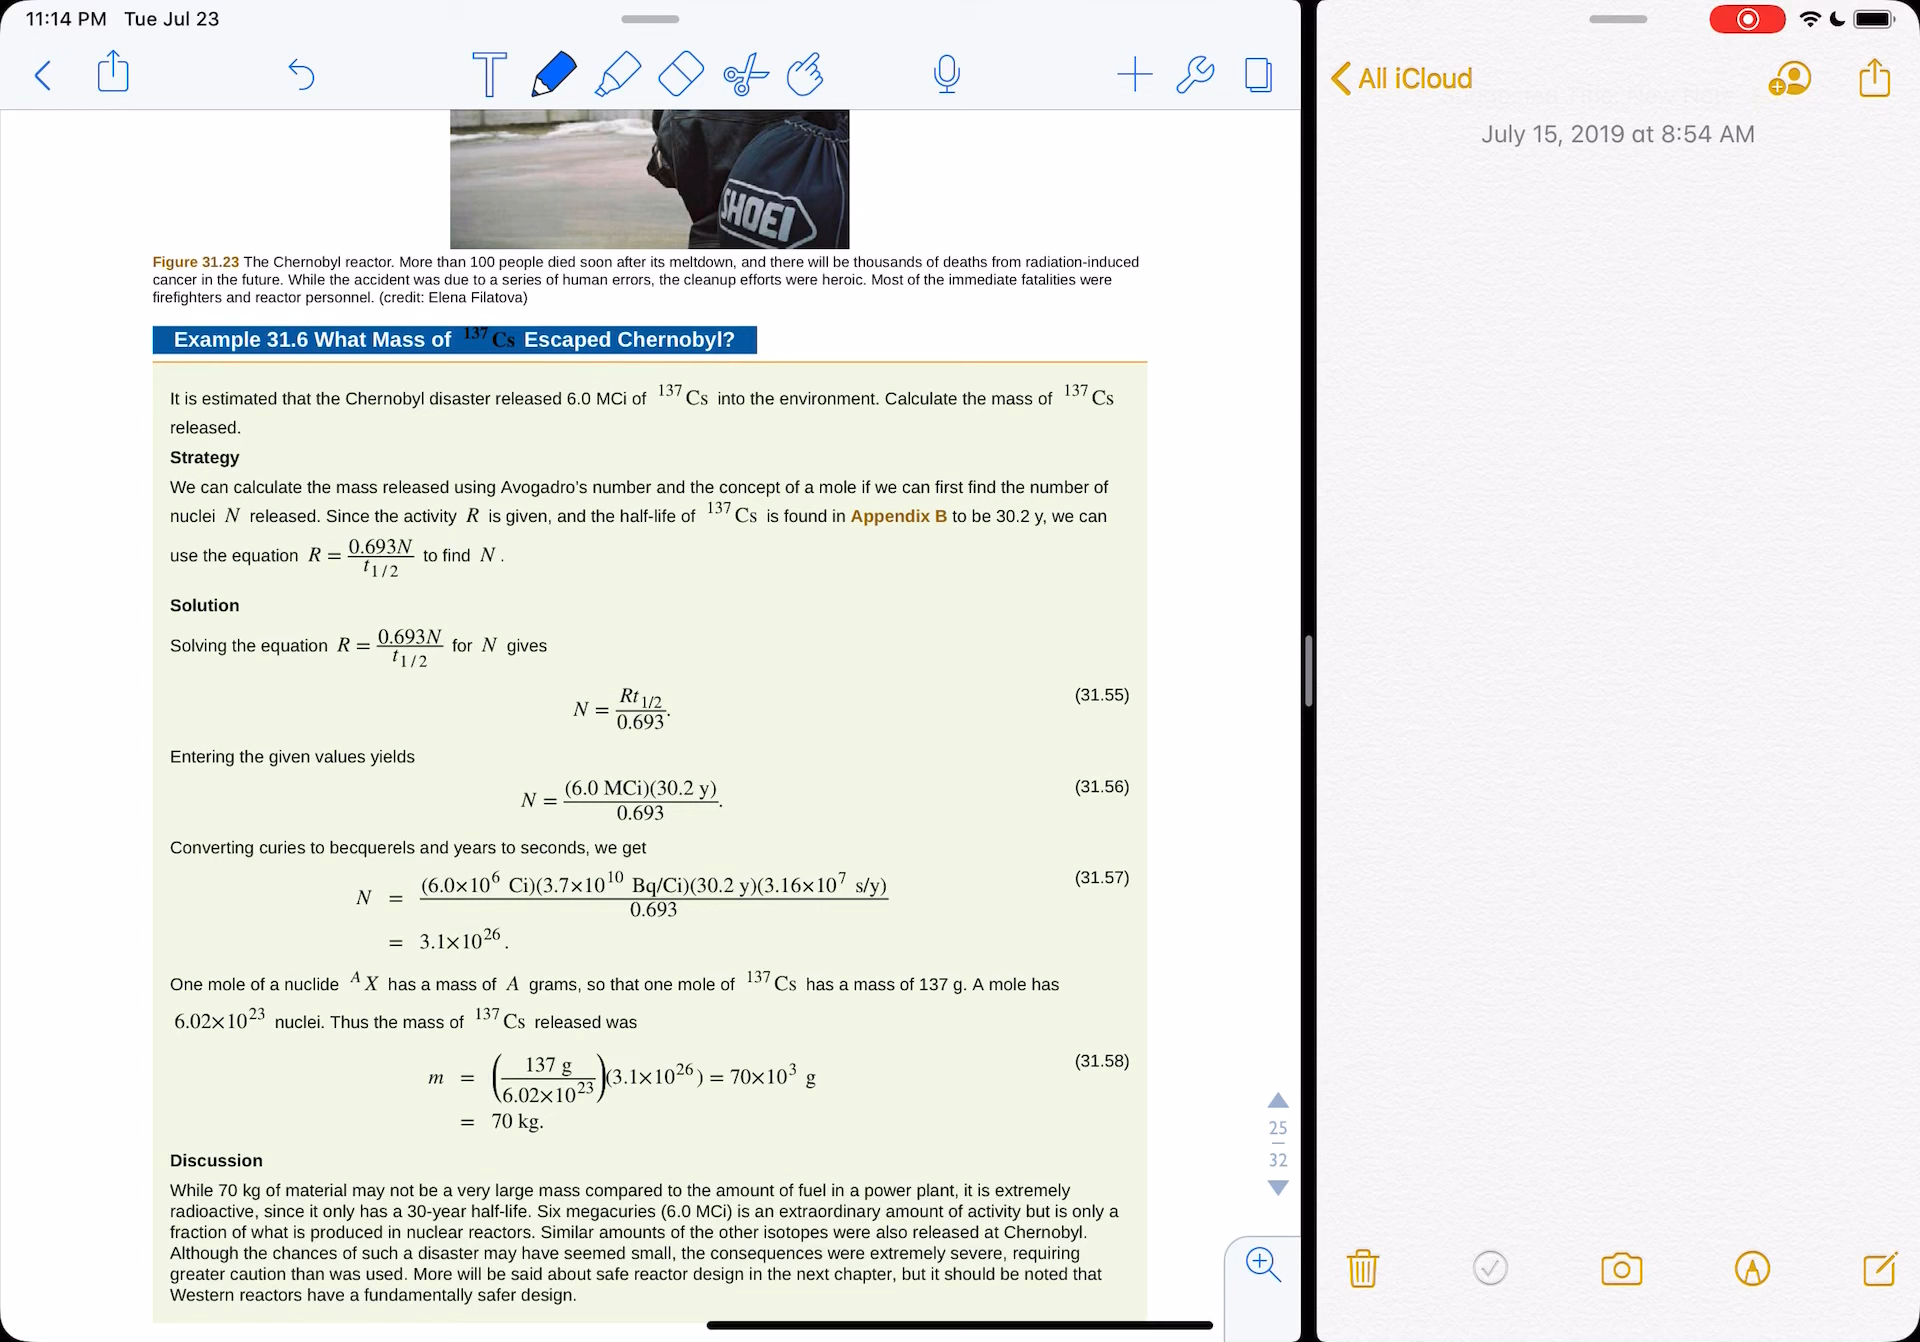 11:14 PM Tue Jul 23
All iCloud
July 15, 2019 at 8:54 AM
SHOEI
Figure 31.23 The Chernobyl reactor. More than 100 people died soon after its meltdown, and there will be thousands of deaths from radiation-induced
cancer in the future. While the accident was due to a series of human errors, the cleanup efforts were heroic. Most of the immediate fatalities were
firefighters and reactor personnel. (credit: Elena Filatova)
Example 31.6 What Mass of ¹³⁷Cs Escaped Chernobyl?
It is estimated that the Chernobyl disaster released 6.0 MCi of ¹³⁷Cs into the environment. Calculate the mass of ¹³⁷Cs
released.
Strategy
We can calculate the mass released using Avogadro's number and the concept of a mole if we can first find the number of
nuclei N released. Since the activity R is given, and the half-life of ¹³⁷Cs is found in Appendix B to be 30.2 y, we can
use the equation R = 0.693N / t1/2 to find N.
Solution
Solving the equation R = 0.693N / t1/2 for N gives
N = Rt1/2 / 0.693. (31.55)
Entering the given values yields
N = (6.0 MCi)(30.2 y) / 0.693. (31.56)
Converting curies to becquerels and years to seconds, we get
N = (6.0×10⁶ Ci)(3.7×10¹⁰ Bq/Ci)(30.2 y)(3.16×10⁷ s/y) / 0.693 (31.57)
= 3.1×10²⁶.
One mole of a nuclide ᴬX has a mass of A grams, so that one mole of ¹³⁷Cs has a mass of 137 g. A mole has
6.02×10²³ nuclei. Thus the mass of ¹³⁷Cs released was
m = (137 g / 6.02×10²³)(3.1×10²⁶) = 70×10³ g (31.58)
= 70 kg.
Discussion
While 70 kg of material may not be a very large mass compared to the amount of fuel in a power plant, it is extremely
radioactive, since it only has a 30-year half-life. Six megacuries (6.0 MCi) is an extraordinary amount of activity but is only a
fraction of what is produced in nuclear reactors. Similar amounts of the other isotopes were also released at Chernobyl.
Although the chances of such a disaster may have seemed small, the consequences were extremely severe, requiring
greater caution than was used. More will be said about safe reactor design in the next chapter, but it should be noted that
Western reactors have a fundamentally safer design.
25
32